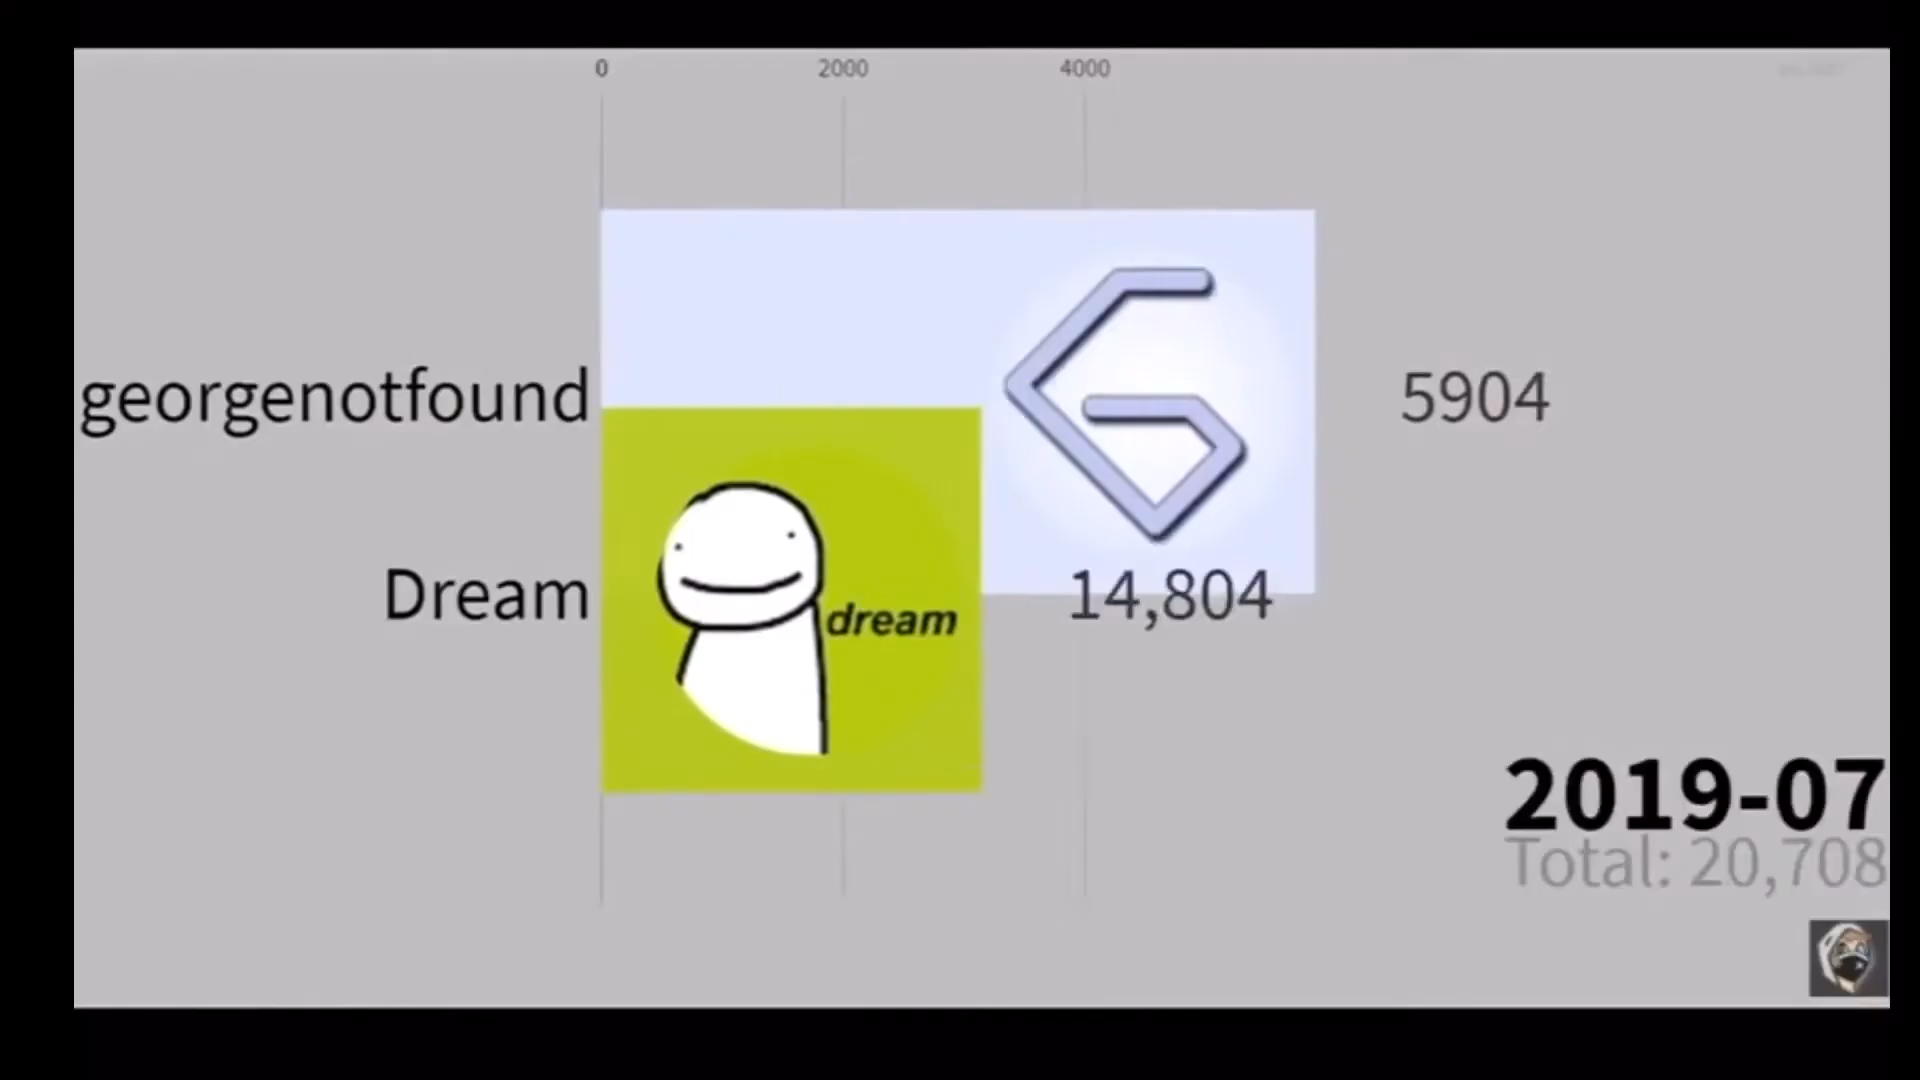 0 2000 4000
georgenotfound 5904
dream
Dream 14,804
2019-07
Total: 20,708